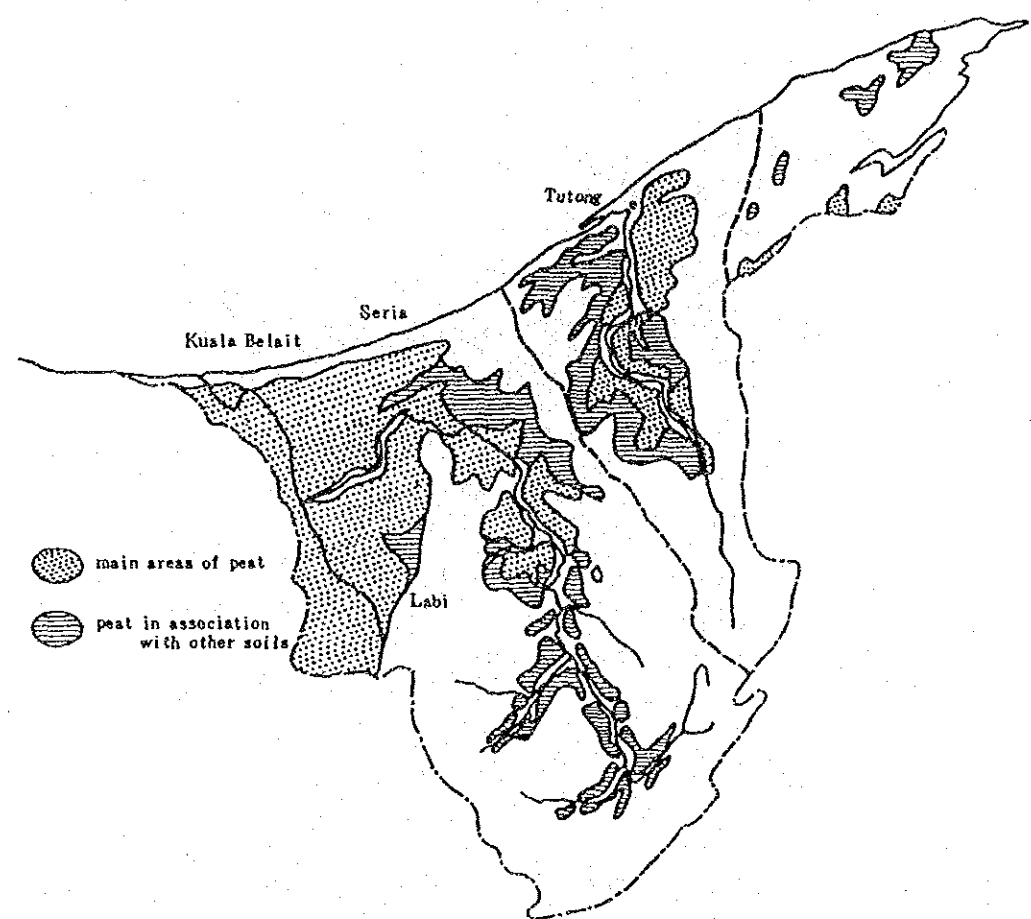 Tutong
Seria
Kuala Belait
main areas of peat
Labi
peat in association
with other soils